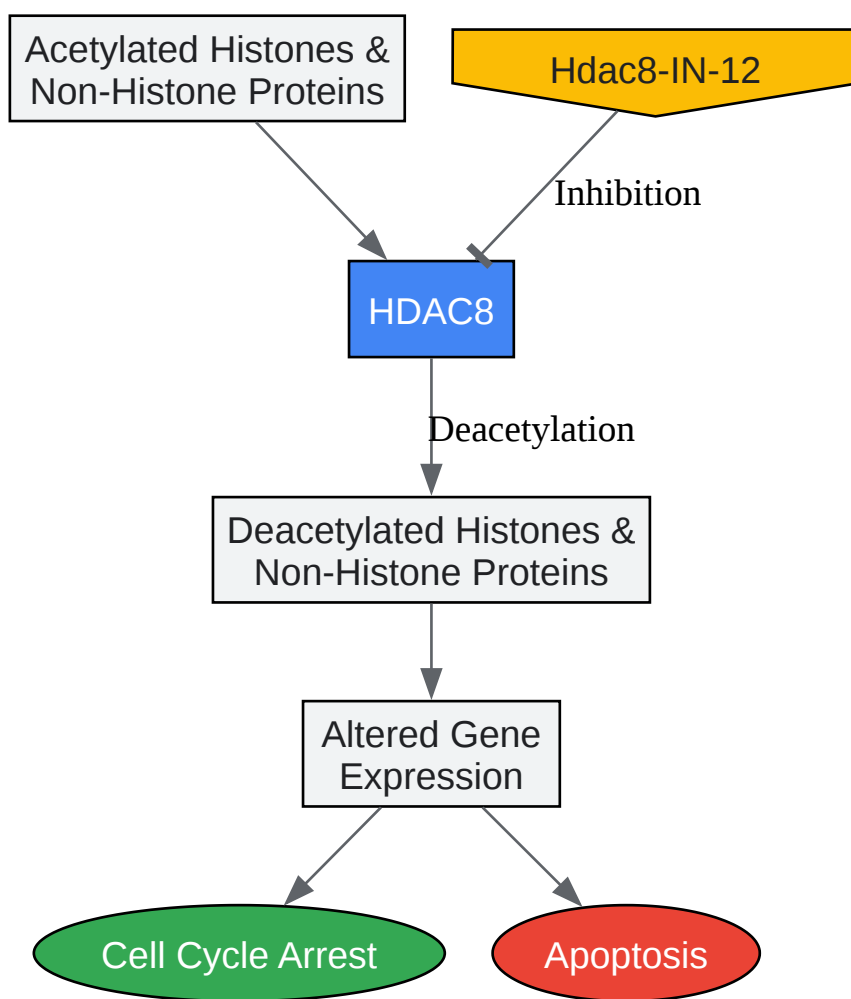 Acetylated Histones &
Non-Histone Proteins
Hdac8-IN-12
Inhibition
HDAC8
Deacetylation
Deacetylated Histones &
Non-Histone Proteins
Altered Gene
Expression
Cell Cycle Arrest
Apoptosis